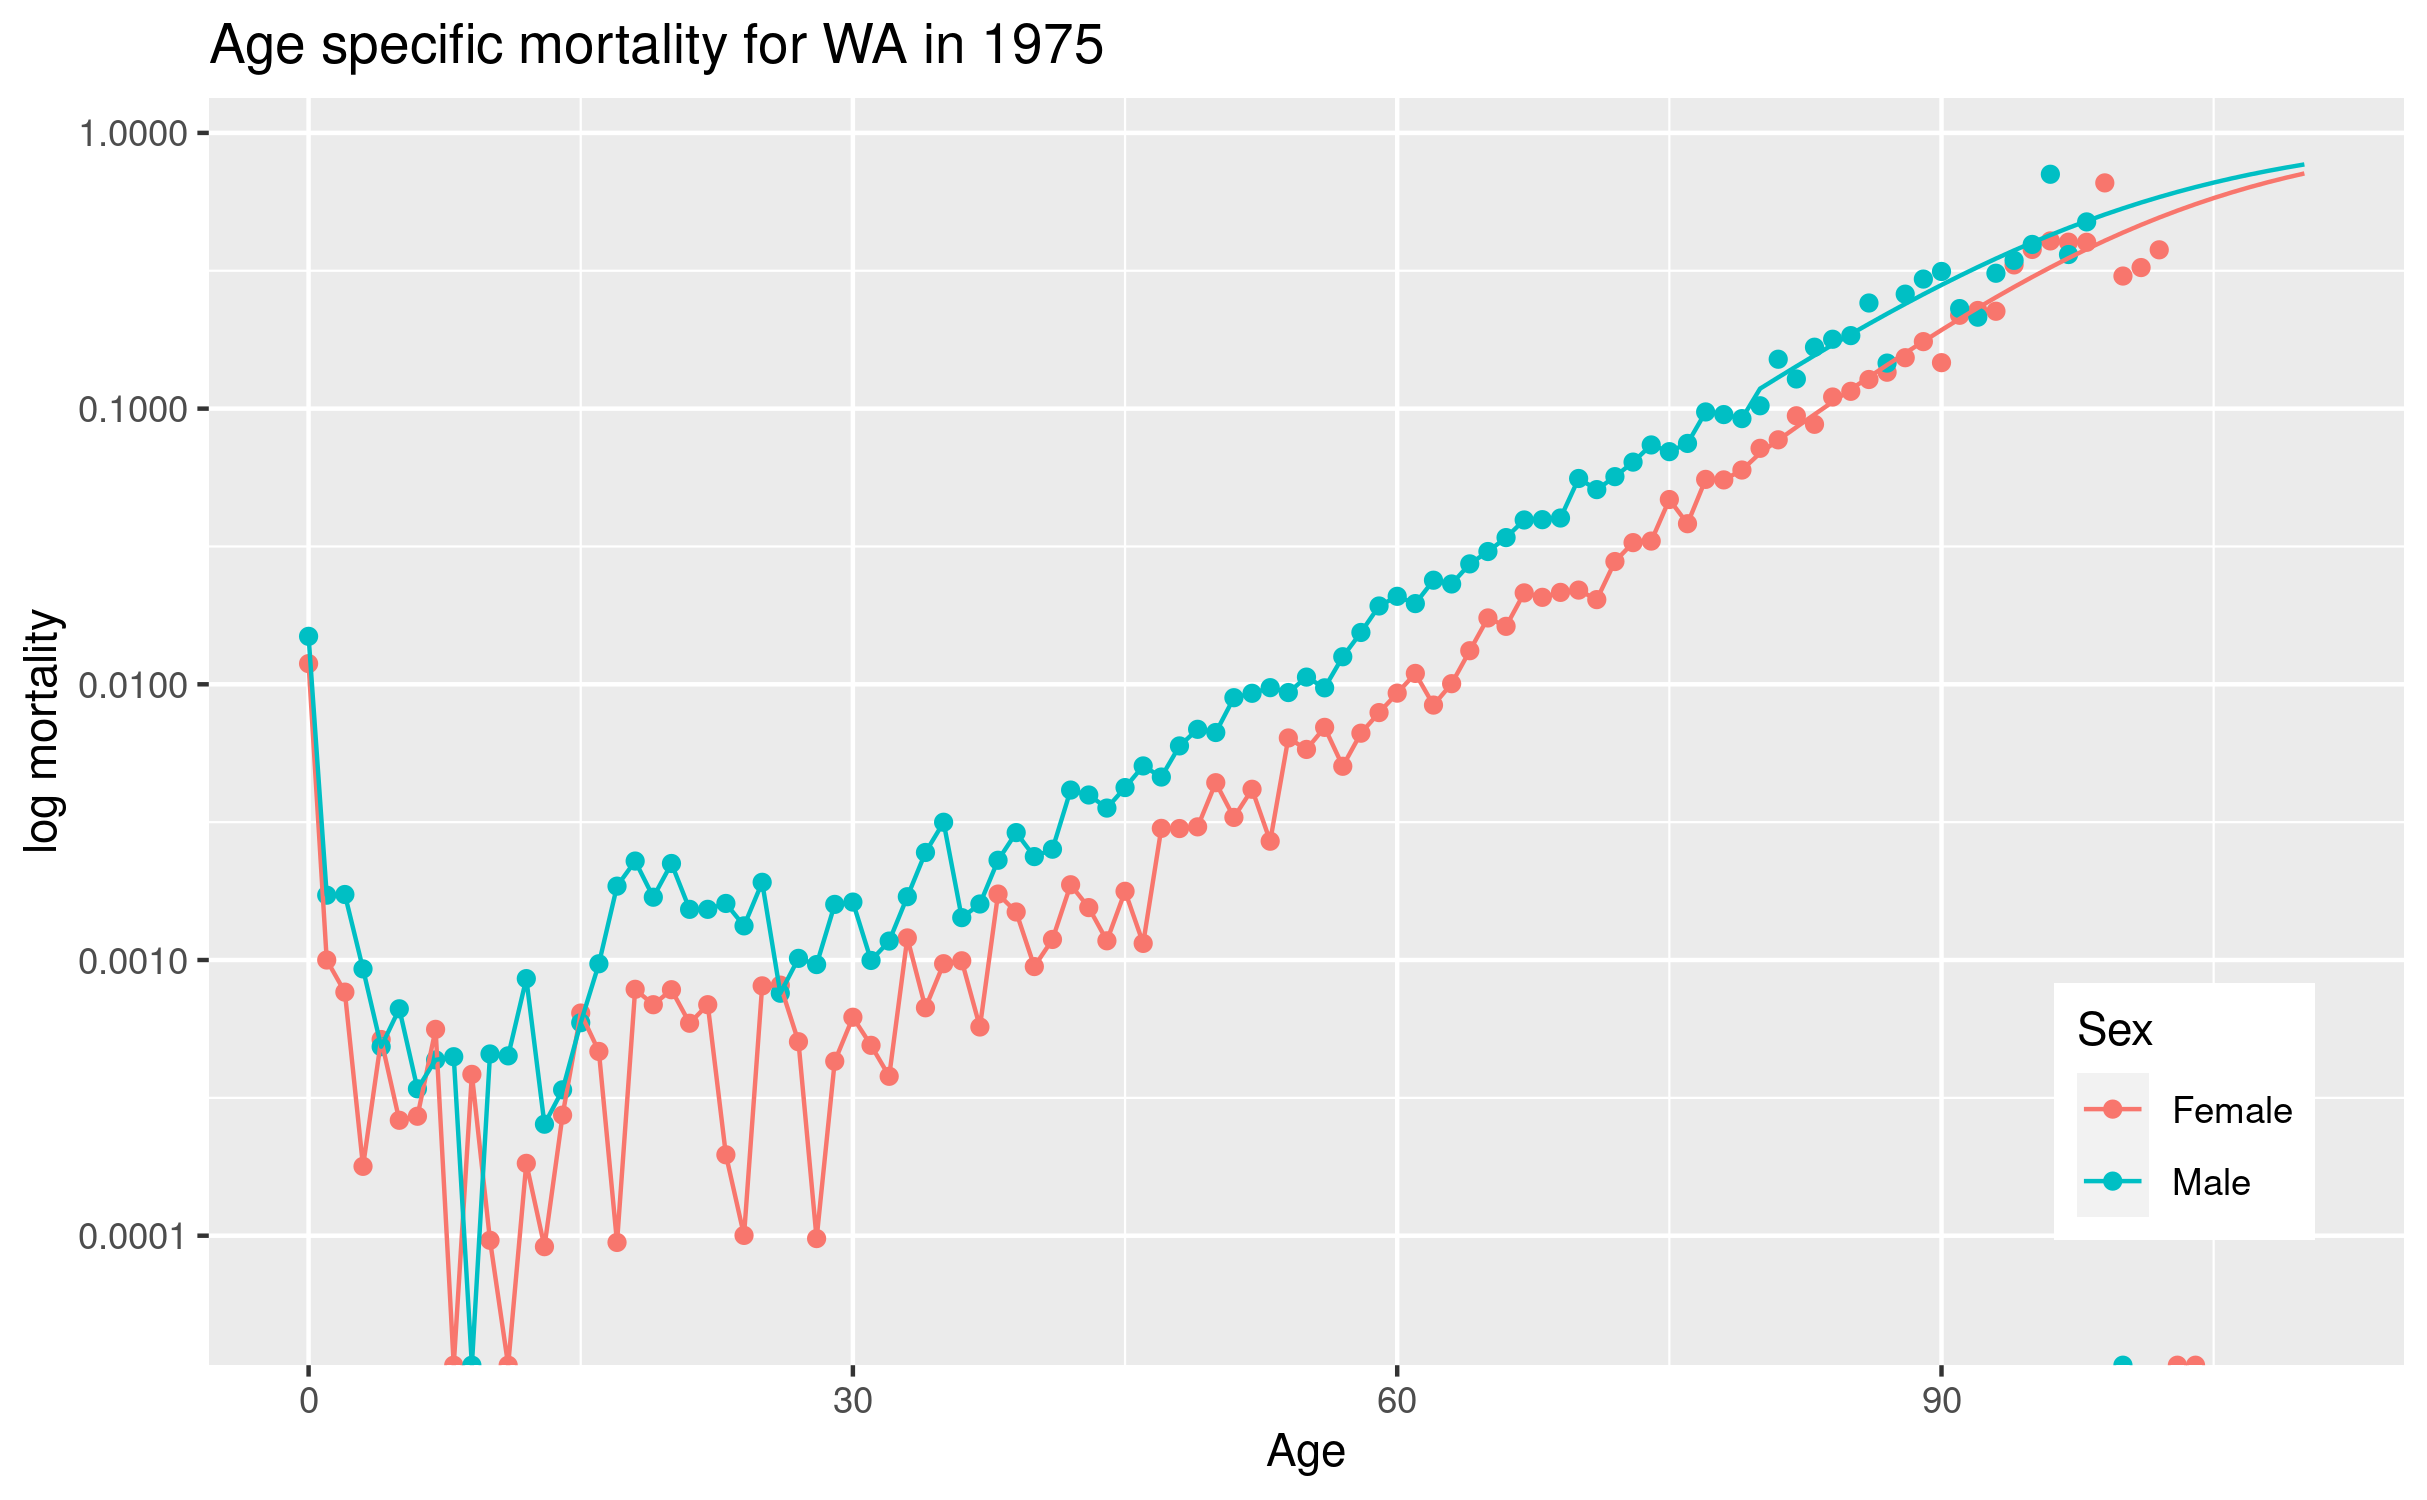 Age specific mortality for WA in 1975
1.0000
0.1000
0.0100
0.0010
0.0001
log mortality
0 30 60 90
Age
Sex
Female
Male